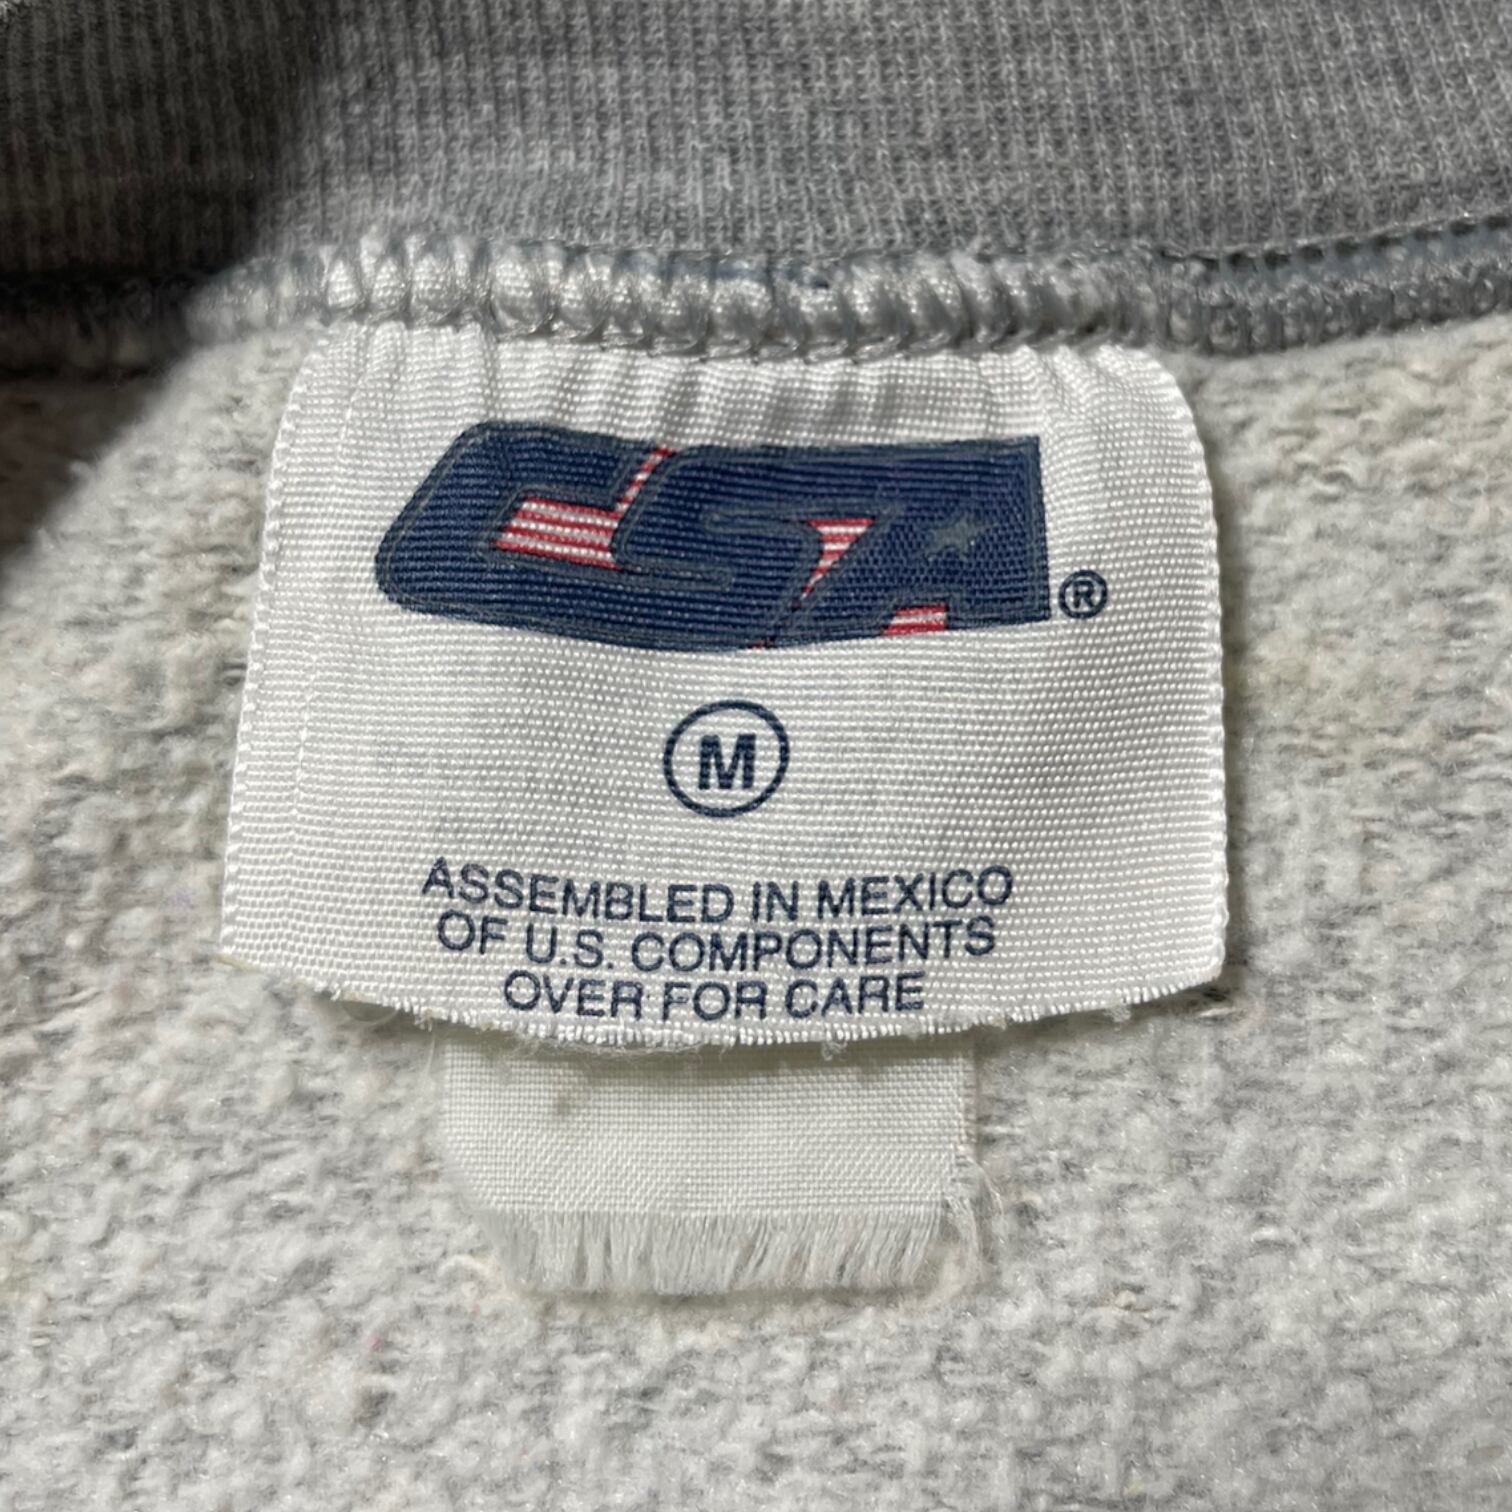 CSA®
M
ASSEMBLED IN MEXICO
OF U.S. COMPONENTS
OVER FOR CARE